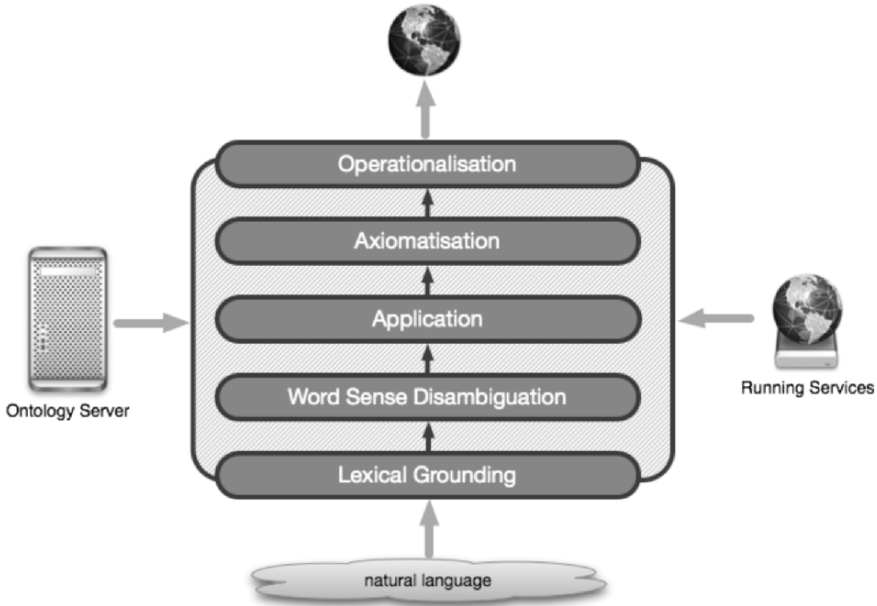 Operationalisation
Axiomatisation
Application
Word Sense Disambiguation
Lexical Grounding
Ontology Server
Running Services
natural language